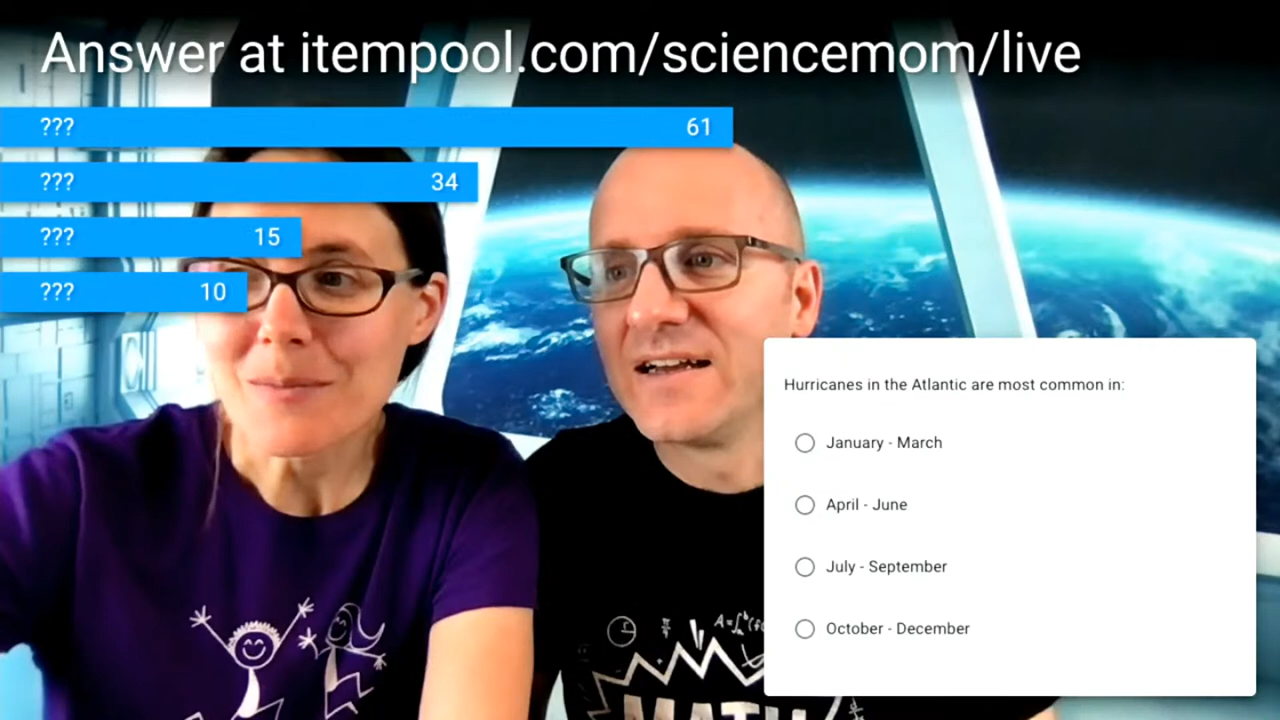 Answer at itempool.com/sciencemom/live
??? 61
??? 34
??? 15
??? 10
Hurricanes in the Atlantic are most common in:
January - March
April - June
July - September
October - December
MATH